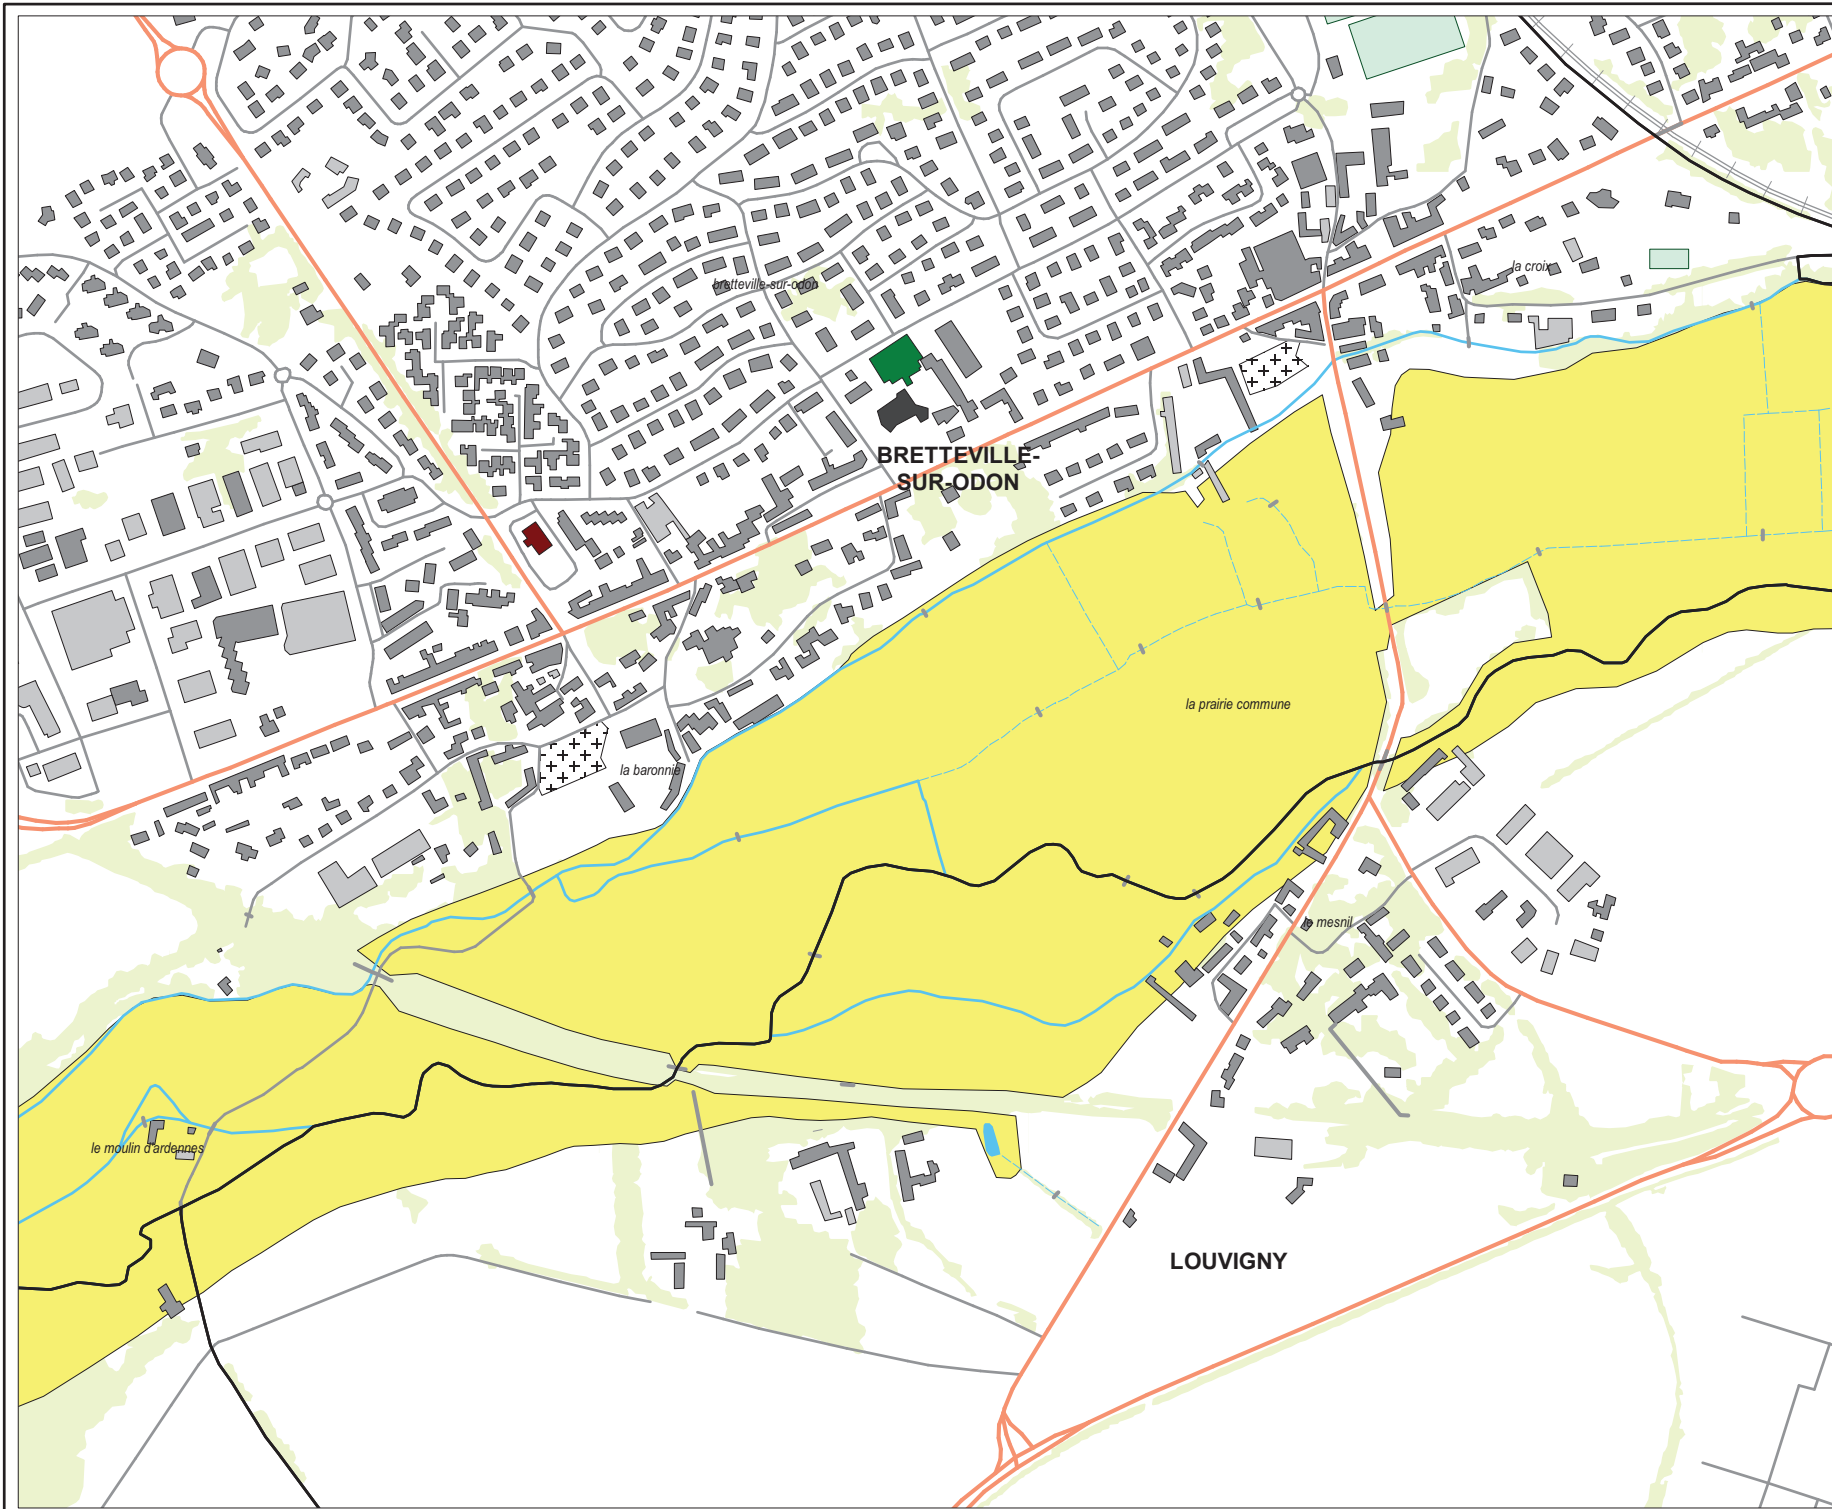 la croix
bretteville-sur-odon
BRETTEVILLE-
SUR-ODON
la prairie commune
la baronnie
le mesnil
le moulin d'ardennes
LOUVIGNY